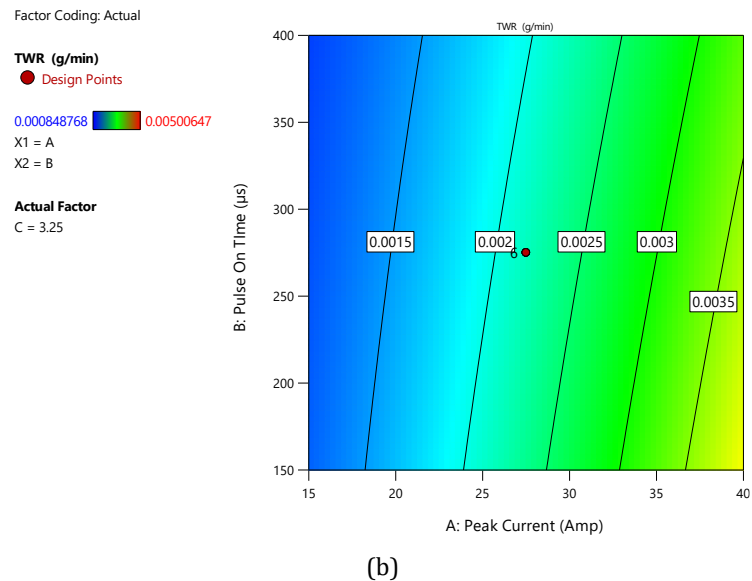 Factor Coding: Actual
TWR (g/min)
Design Points
0.000848768 0.00500647
X1 = A
X2 = B
Actual Factor
C = 3.25
TWR (g/min)
B: Pulse On TIme (µs)
400
350
300
250
200
150
0.0015
0.002
6
0.0025
0.003
0.0035
15 20 25 30 35 40
A: Peak Current (Amp)
(b)